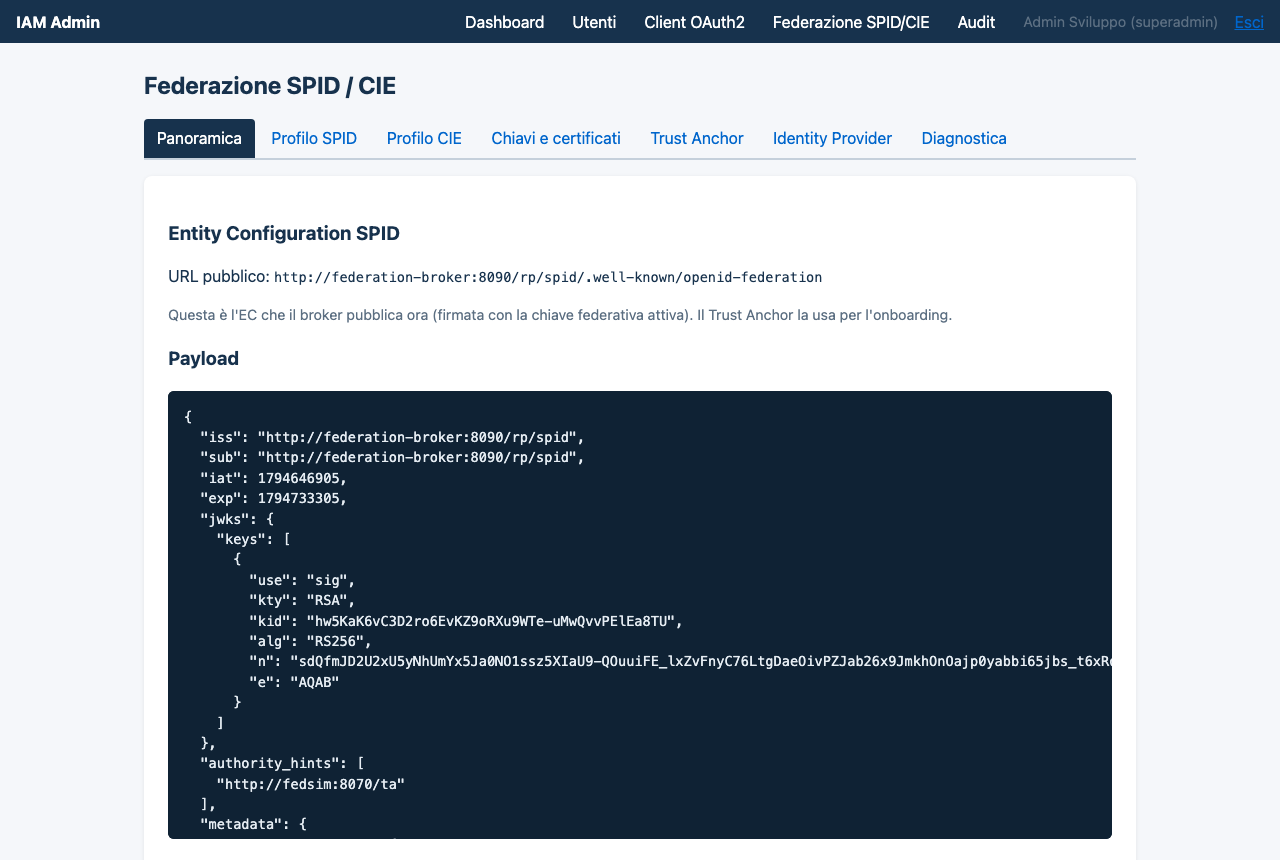 IAM Admin Dashboard Utenti Client OAuth2 Federazione SPID/CIE Audit Admin Sviluppo (superadmin) Esci
Federazione SPID / CIE
Panoramica Profilo SPID Profilo CIE Chiavi e certificati Trust Anchor Identity Provider Diagnostica
Entity Configuration SPID
URL pubblico: http://federation-broker:8090/rp/spid/.well-known/openid-federation
Questa è l'EC che il broker pubblica ora (firmata con la chiave federativa attiva). Il Trust Anchor la usa per l'onboarding.
Payload
{
"iss": "http://federation-broker:8090/rp/spid",
"sub": "http://federation-broker:8090/rp/spid",
"iat": 1794646905,
"exp": 1794733305,
"jwks": {
"keys": [
{
"use": "sig",
"kty": "RSA",
"kid": "hw5KaK6vC3D2ro6EvKZ9oRXu9WTe-uMwQvvPElEa8TU",
"alg": "RS256",
"n": "sdQfmJD2U2xU5yNhUmYx5Ja0NO1ssz5XIaU9-QOuuiFE_lxZvFnyC76LtgDaeOivPZJab26x9JmkhOnOajp0yabbi65jbs_t6xR
"e": "AQAB"
}
]
},
"authority_hints": [
"http://fedsim:8070/ta"
],
"metadata": {